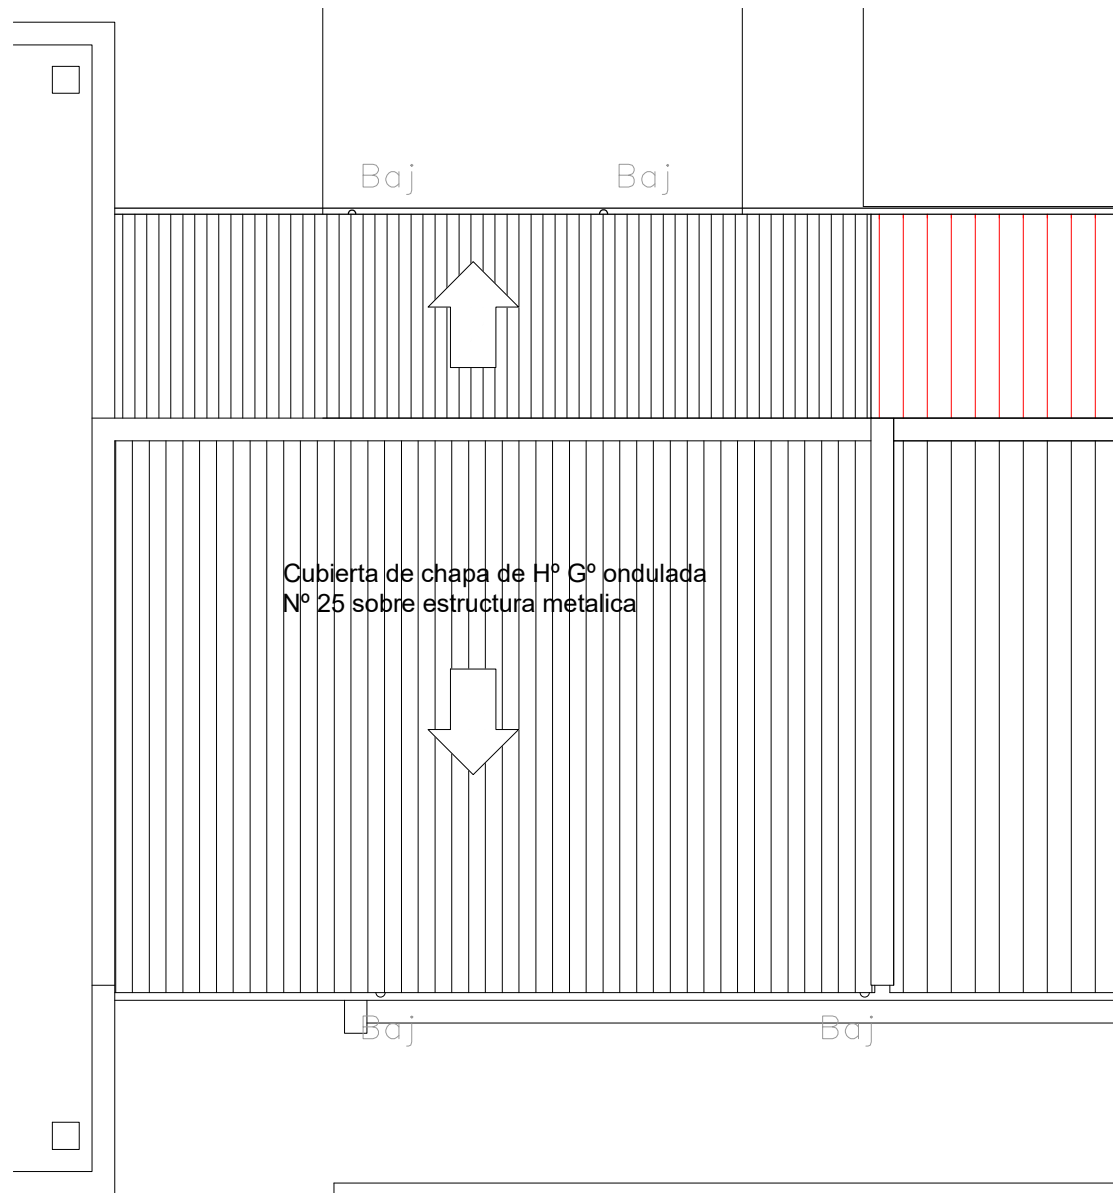 Baj Baj
Cubierta de chapa de Hº Gº ondulada
Nº 25 sobre estructura metalica
Baj Baj